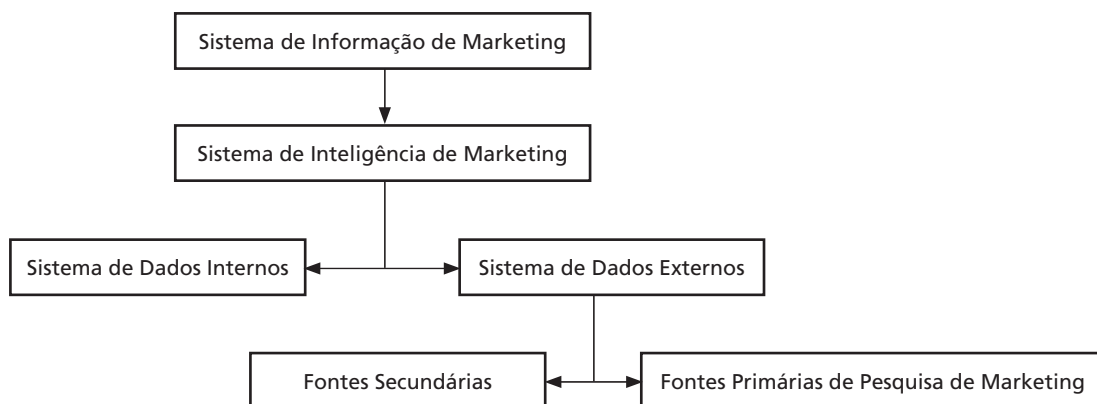 Sistema de Informação de Marketing
Sistema de Inteligência de Marketing
Sistema de Dados Internos
Sistema de Dados Externos
Fontes Secundárias
Fontes Primárias de Pesquisa de Marketing